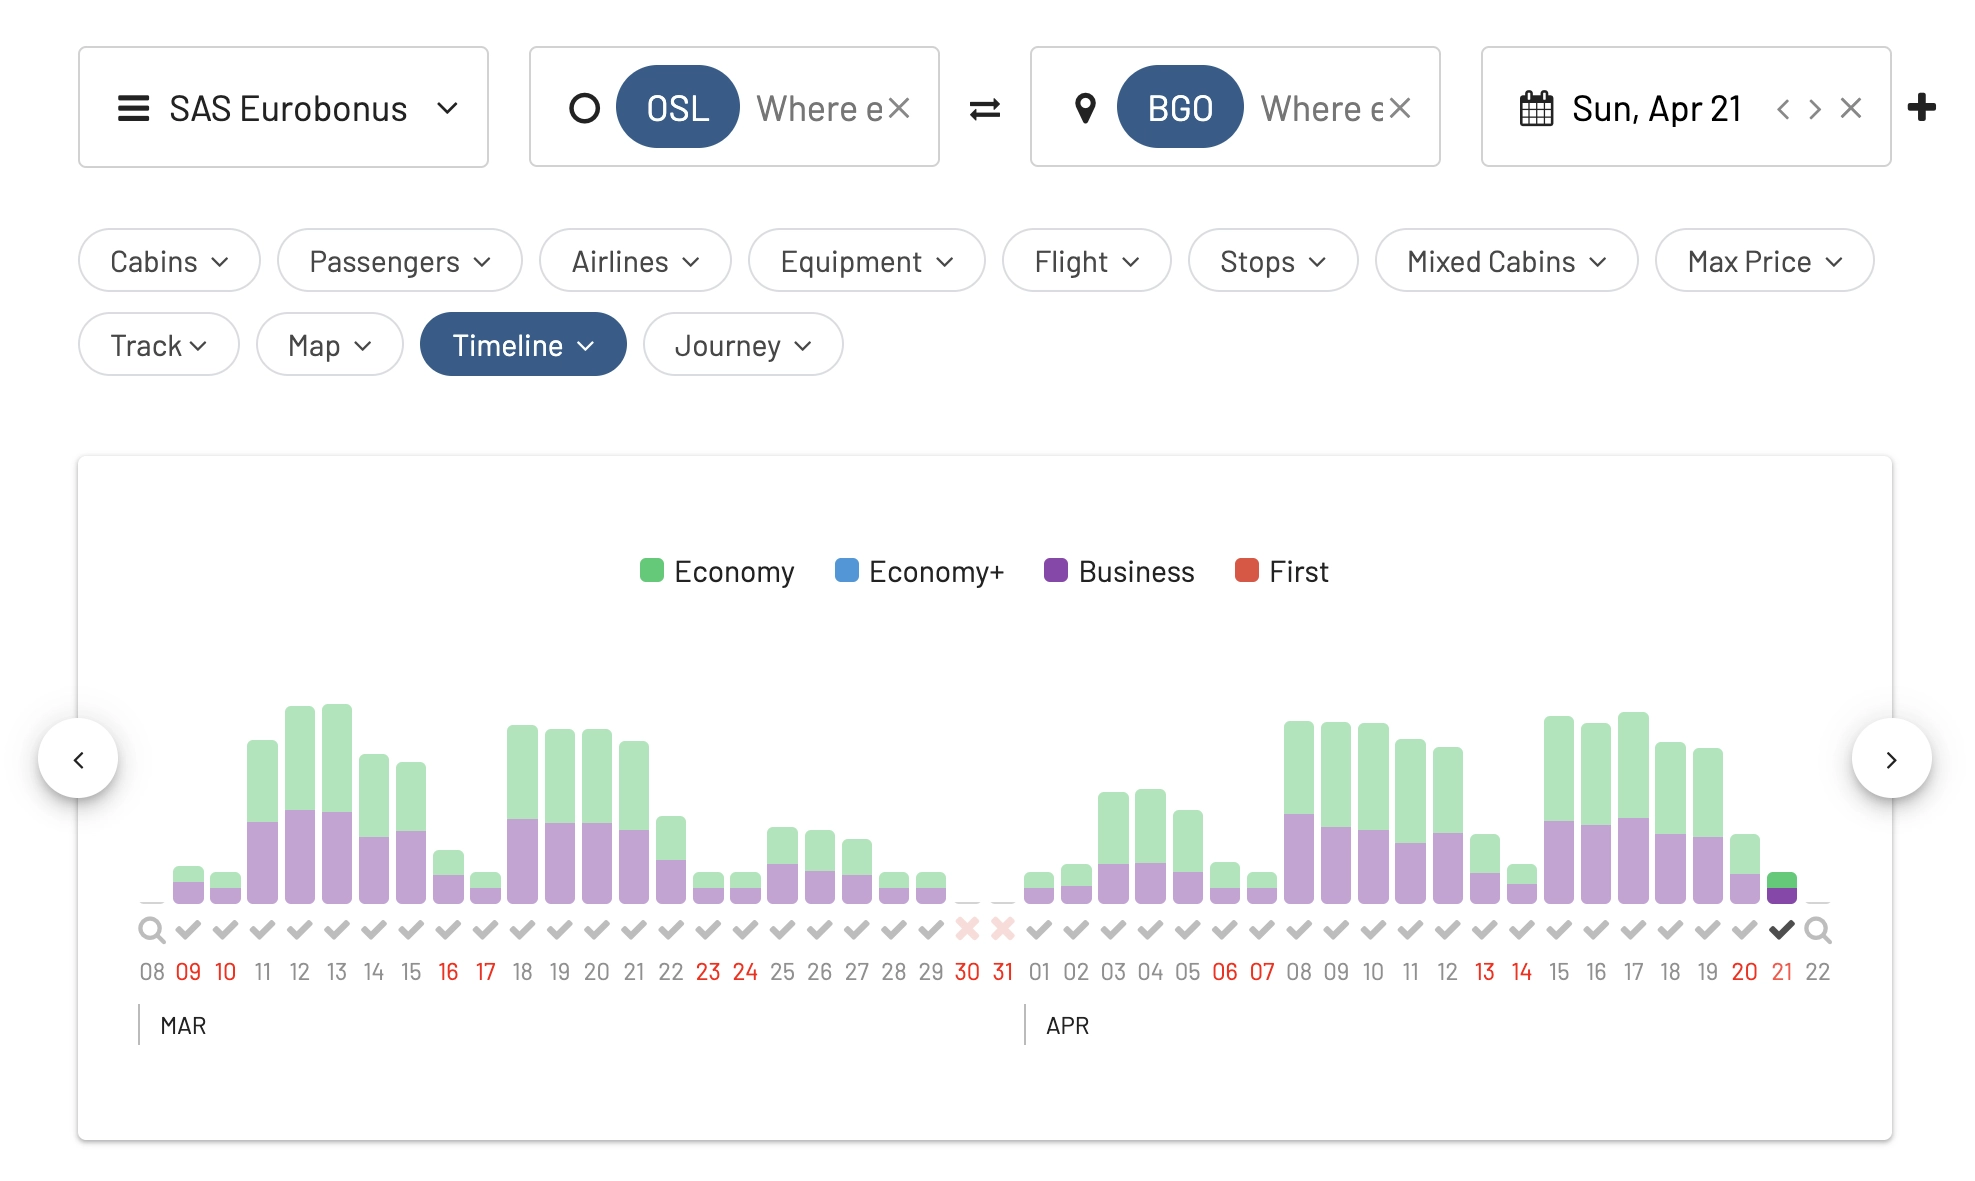 SAS Eurobonus OSL Where e BGO Where e Sun, Apr 21
Cabins Passengers Airlines Equipment Flight Stops Mixed Cabins Max Price
Track Map Timeline Journey
Economy Economy+ Business First
08 09 10 11 12 13 14 15 16 17 18 19 20 21 22 23 24 25 26 27 28 29 30 31 01 02 03 04 05 06 07 08 09 10 11 12 13 14 15 16 17 18 19 20 21 22
MAR APR